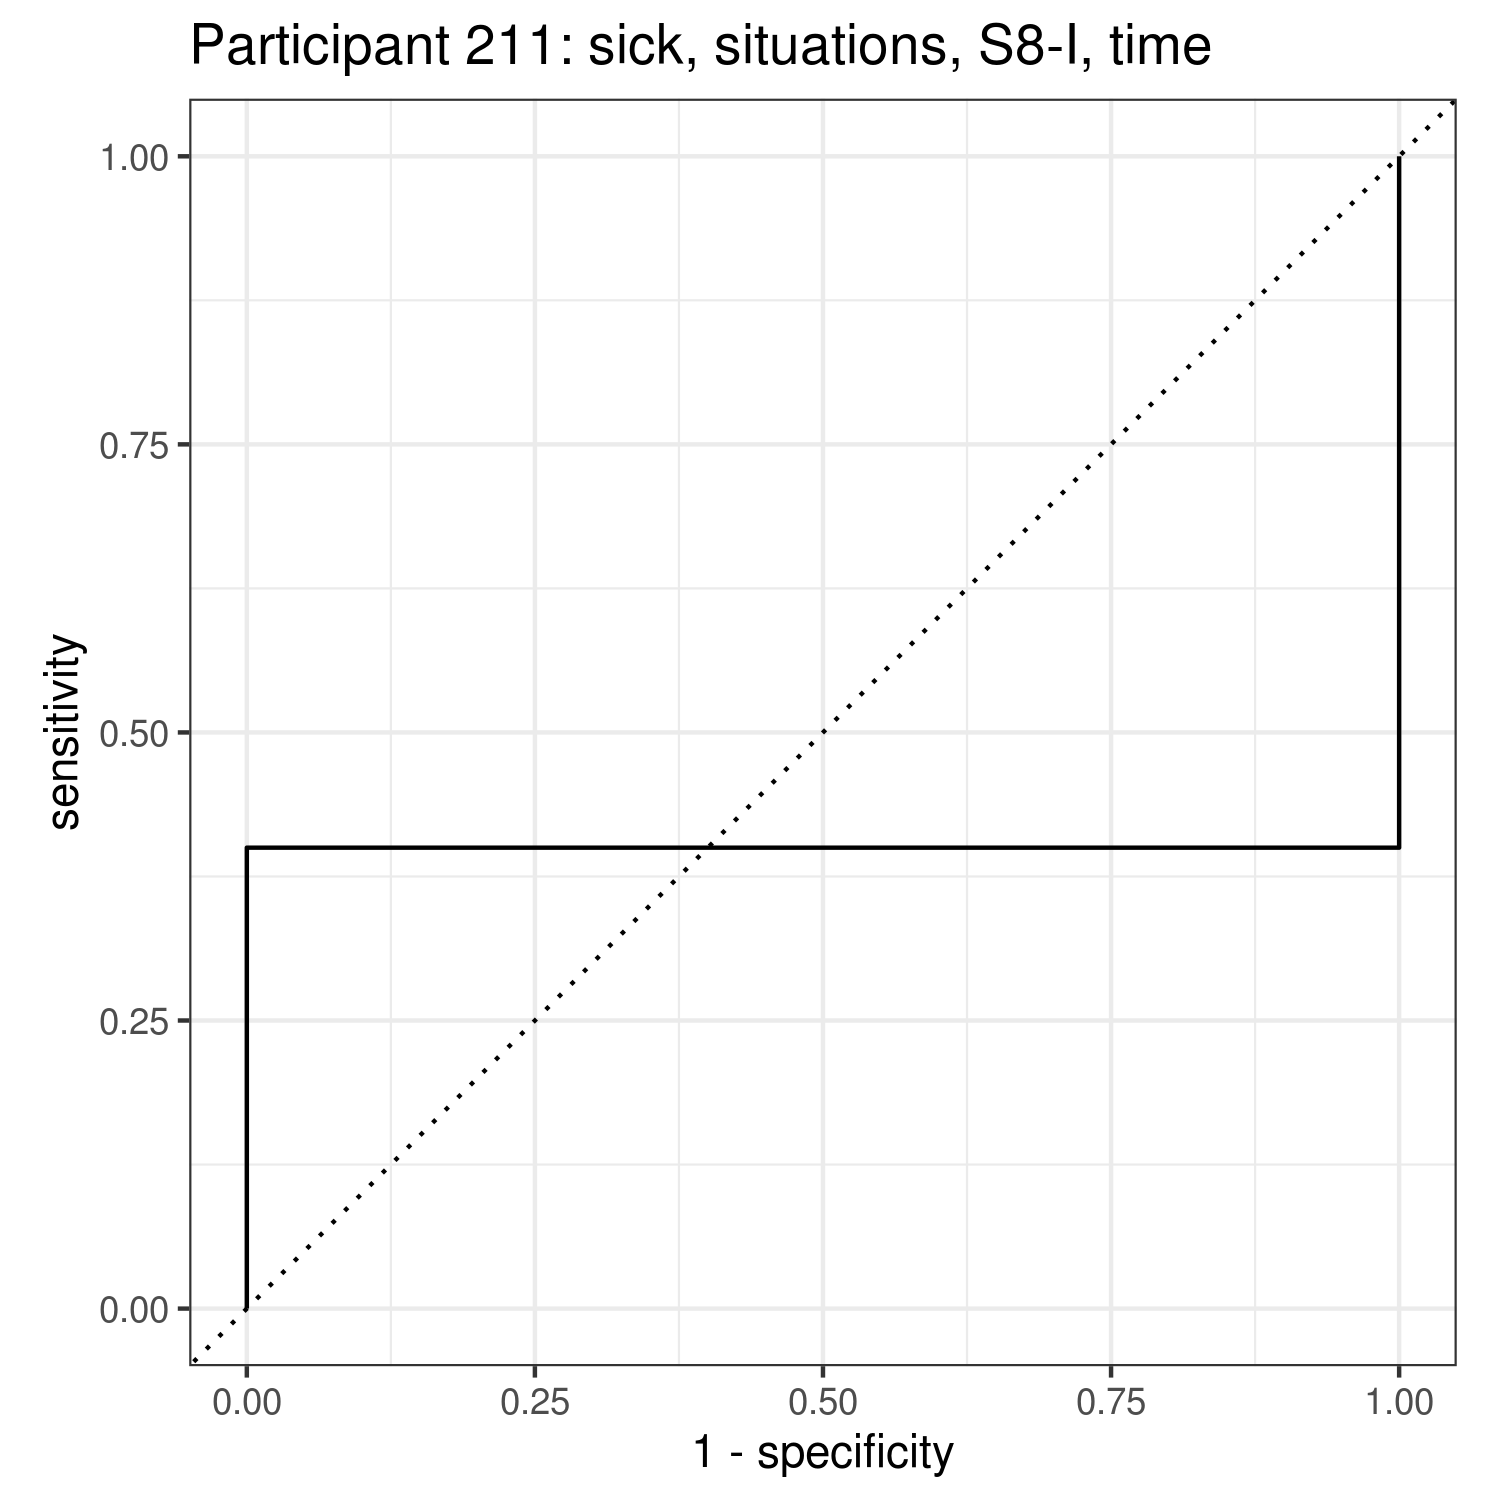 Participant 211: sick, situations, S8-I, time
1.00
0.75
0.50
0.25
0.00
sensitivity
0.00 0.25 0.50 0.75 1.00
1 - specificity